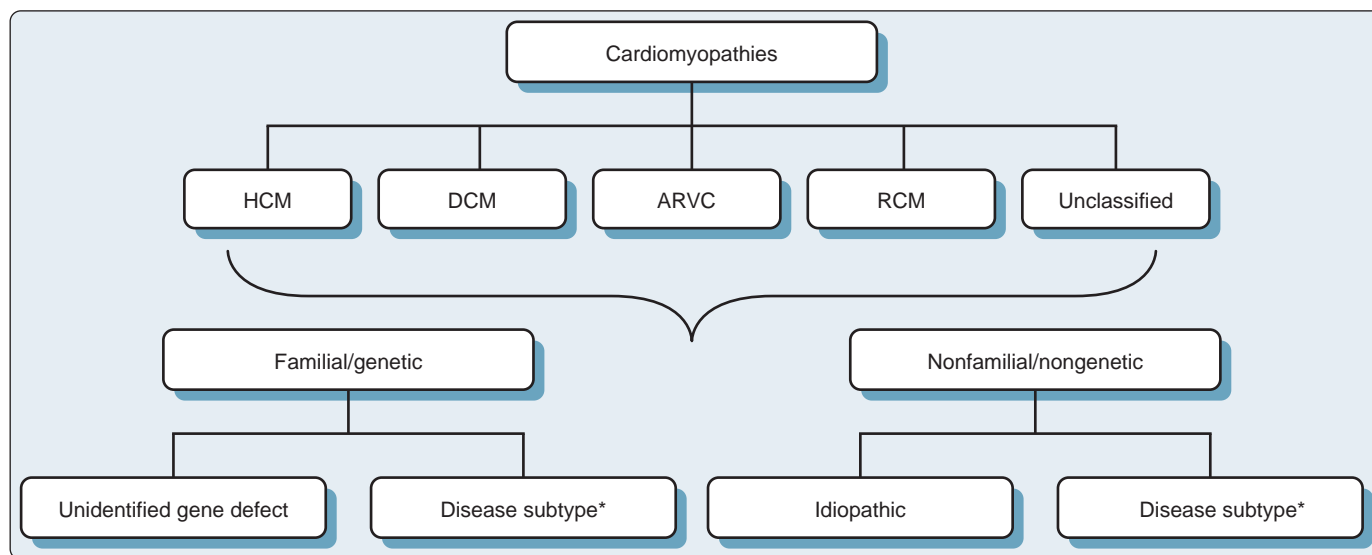 Cardiomyopathies
HCM
DCM
ARVC
RCM
Unclassified
Familial/genetic
Nonfamilial/nongenetic
Unidentified gene defect
Disease subtype*
Idiopathic
Disease subtype*